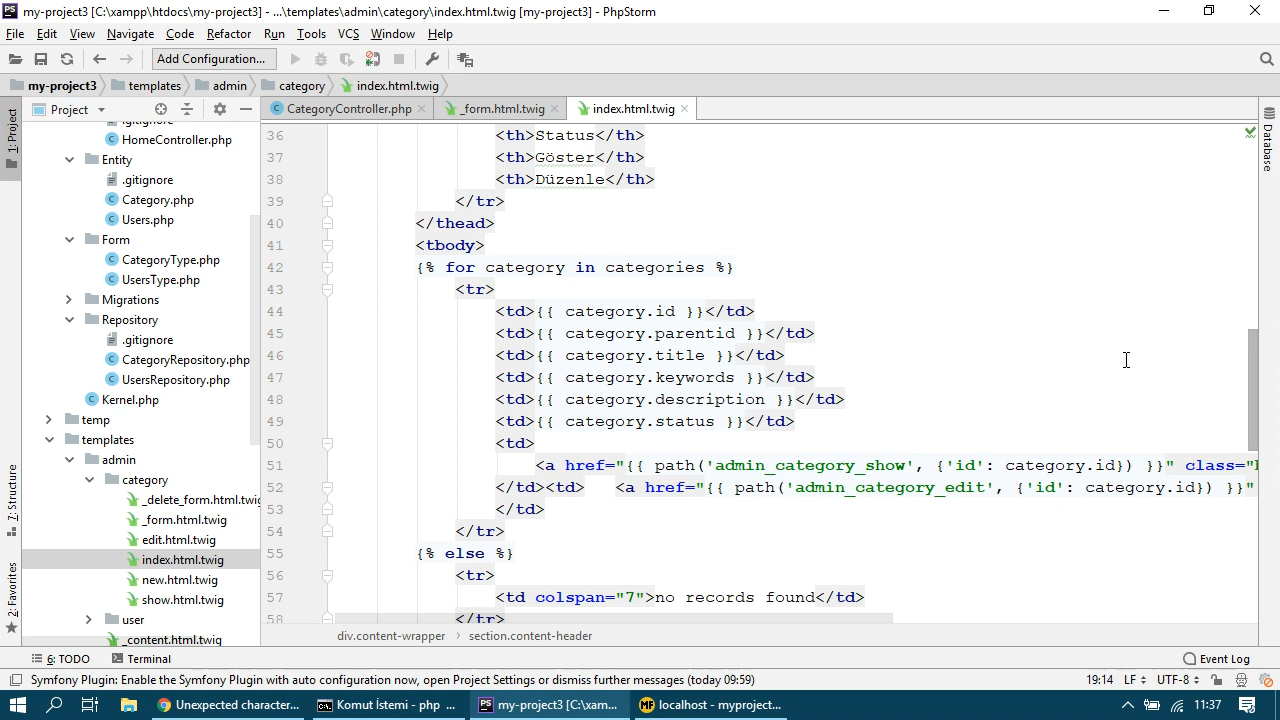 my-project3 [C:\xampp\htdocs\my-project3] - ...\templates\admin\category\index.html.twig [my-project3] - PhpStorm
File Edit View Navigate Code Refactor Run Tools VCS Window Help
Add Configuration...
my-project3 templates admin category index.html.twig
Project
CategoryController.php _form.html.twig index.html.twig
1: Project
7: Structure
2: Favorites
Database
.gitignore
HomeController.php
Entity
.gitignore
Category.php
Users.php
Form
CategoryType.php
UsersType.php
Migrations
Repository
.gitignore
CategoryRepository.php
UsersRepository.php
Kernel.php
temp
templates
admin
category
_delete_form.html.twig
_form.html.twig
edit.html.twig
index.html.twig
new.html.twig
show.html.twig
user
_content.html.twig
36 <th>Status</th>
37 <th>Göster</th>
38 <th>Düzenle</th>
39 </tr>
40 </thead>
41 <tbody>
42 {% for category in categories %}
43 <tr>
44 <td>{{ category.id }}</td>
45 <td>{{ category.parentid }}</td>
46 <td>{{ category.title }}</td>
47 <td>{{ category.keywords }}</td>
48 <td>{{ category.description }}</td>
49 <td>{{ category.status }}</td>
50 <td>
51 <a href="{{ path('admin_category_show', {'id': category.id}) }}" class="
52 </td><td> <a href="{{ path('admin_category_edit', {'id': category.id}) }}"
53 </td>
54 </tr>
55 {% else %}
56 <tr>
57 <td colspan="7">no records found</td>
58 </tr>
div.content-wrapper section.content-header
6: TODO Terminal Event Log
Symfony Plugin: Enable the Symfony Plugin with auto configuration now, open Project Settings or dismiss further messages (today 09:59) 19:14 LF UTF-8
Unexpected character... Komut İstemi - php ... my-project3 [C:\xam... localhost - myproject... 11:37